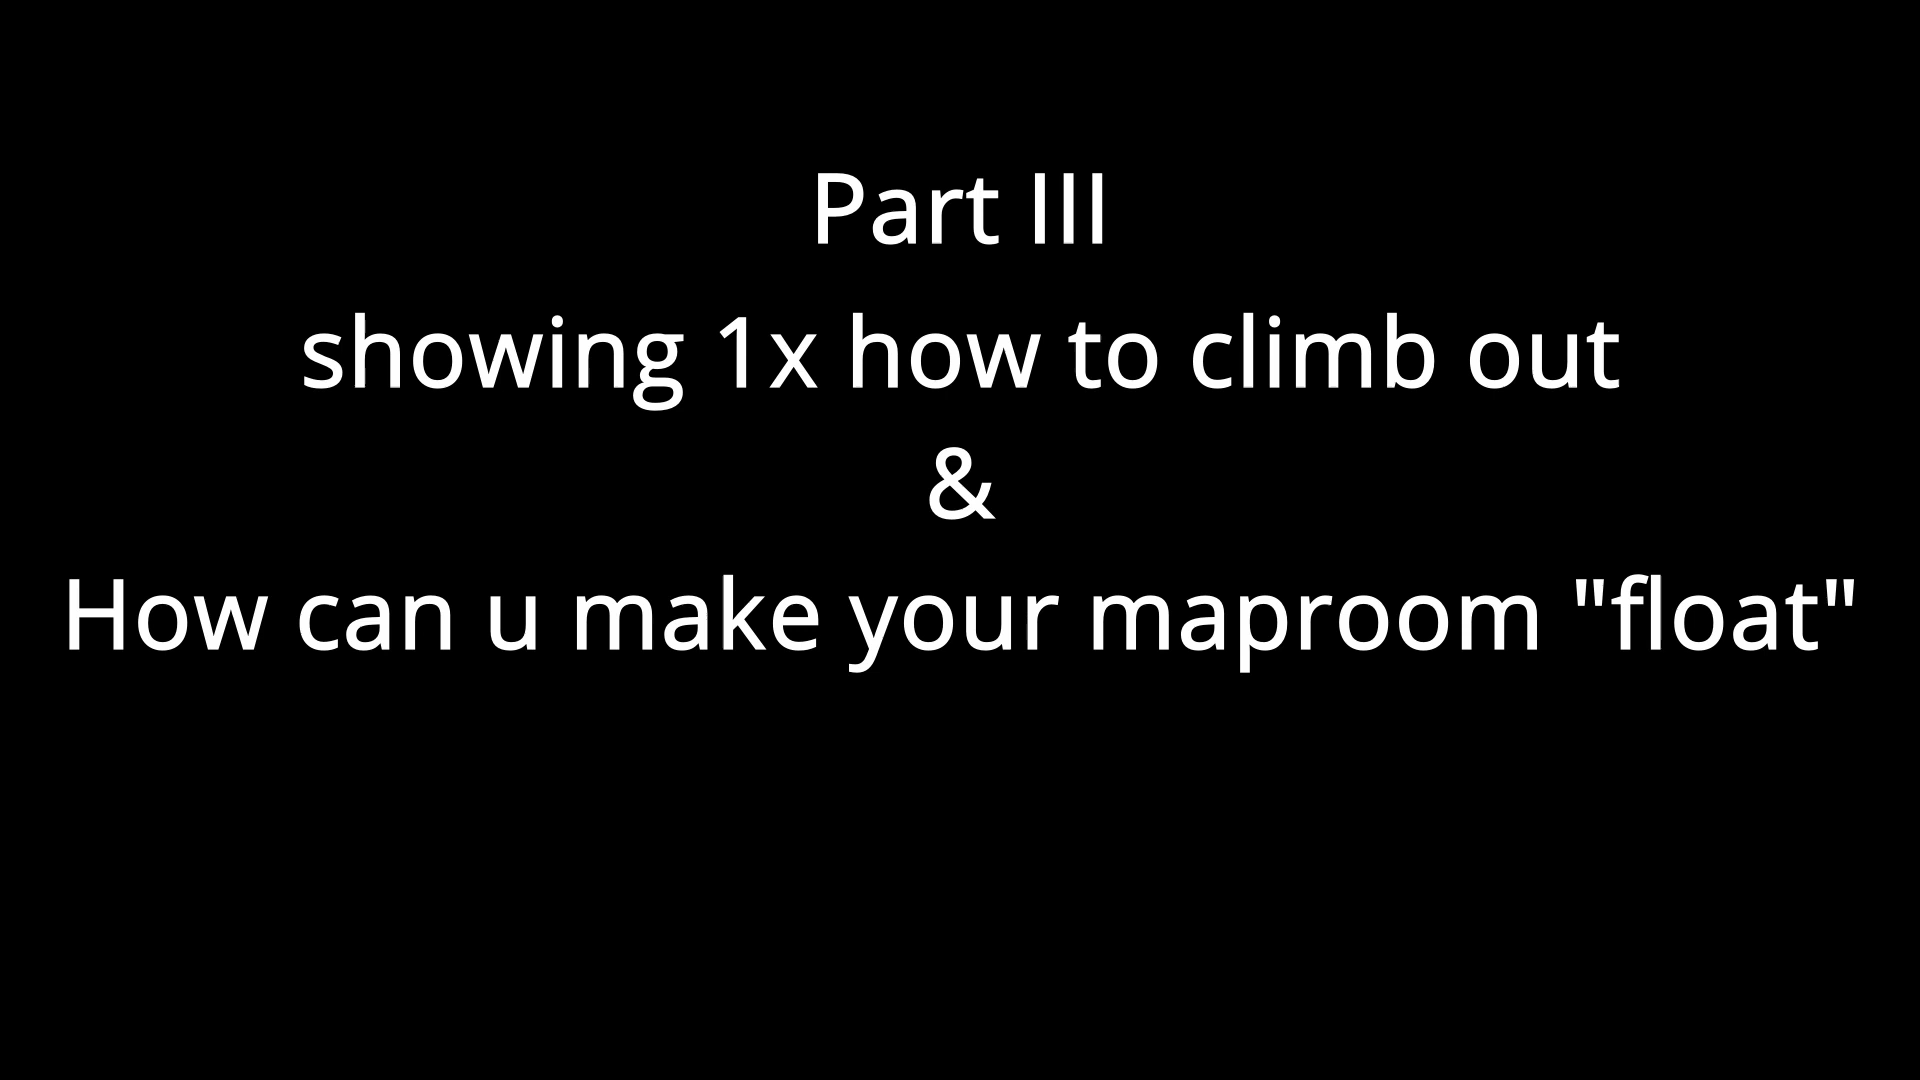 Part III
showing 1x how to climb out
&
How can u make your maproom "float"